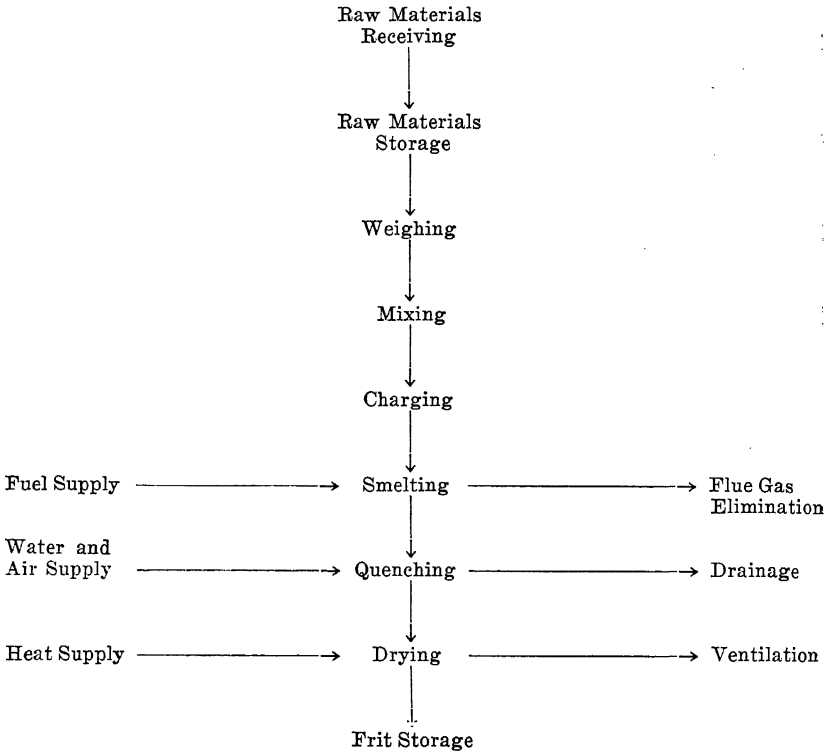 Raw Materials
Receiving
Raw Materials
Storage
Weighing
Mixing
Charging
Fuel Supply
Smelting
Flue Gas
Elimination
Water and
Air Supply
Quenching
Drainage
Heat Supply
Drying
Ventilation
Frit Storage